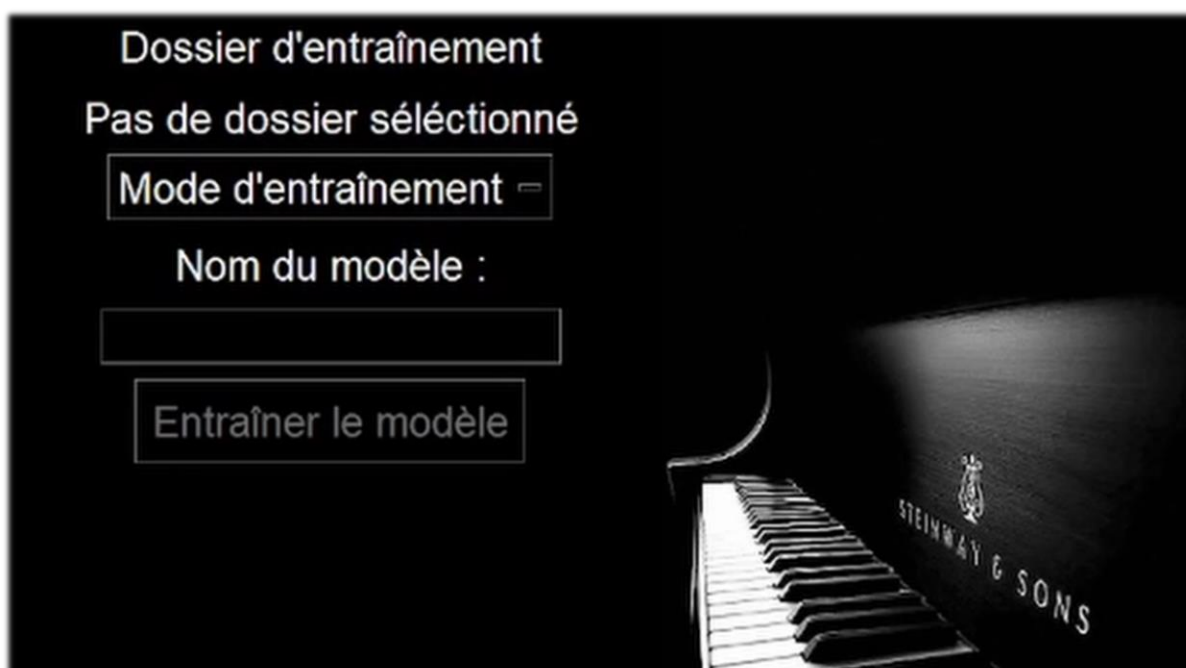 Dossier d'entraînement
Pas de dossier séléctionné
Mode d'entraînement
Nom du modèle :
Entraîner le modèle
STEINWAY & SONS